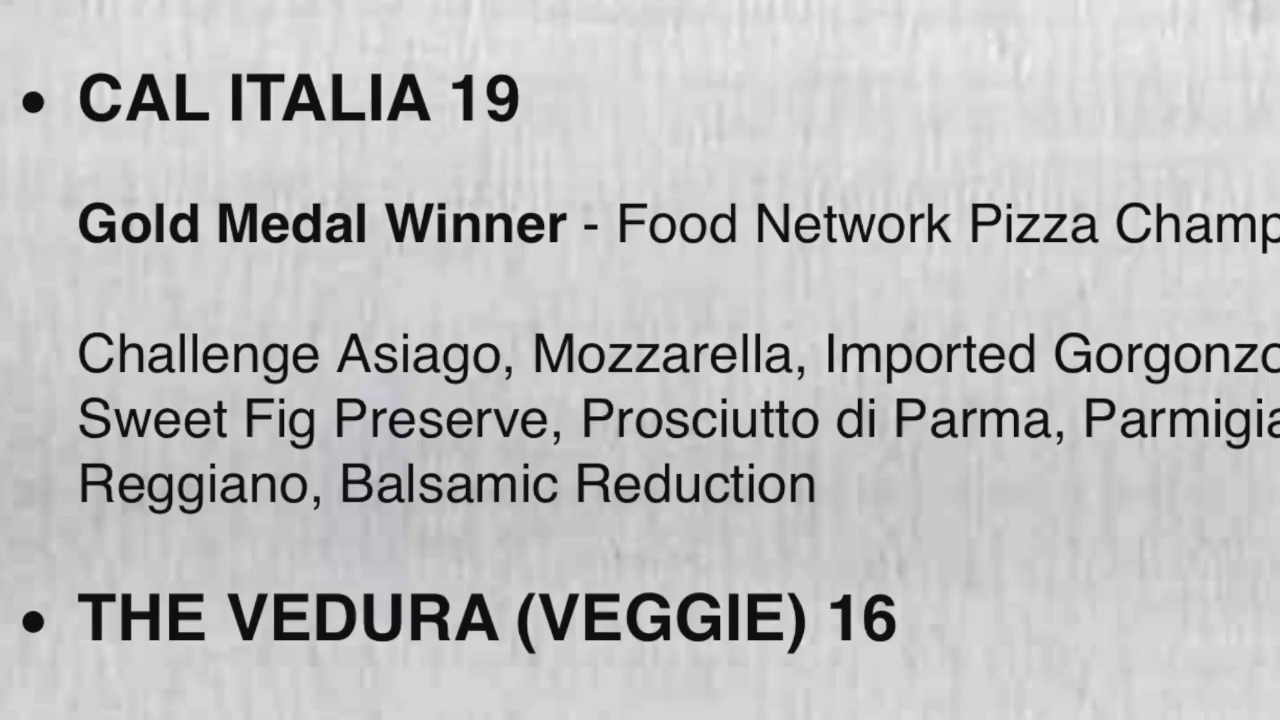 • CAL ITALIA 19
Gold Medal Winner - Food Network Pizza Champ
Challenge Asiago, Mozzarella, Imported Gorgonzo
Sweet Fig Preserve, Prosciutto di Parma, Parmigia
Reggiano, Balsamic Reduction
• THE VEDURA (VEGGIE) 16